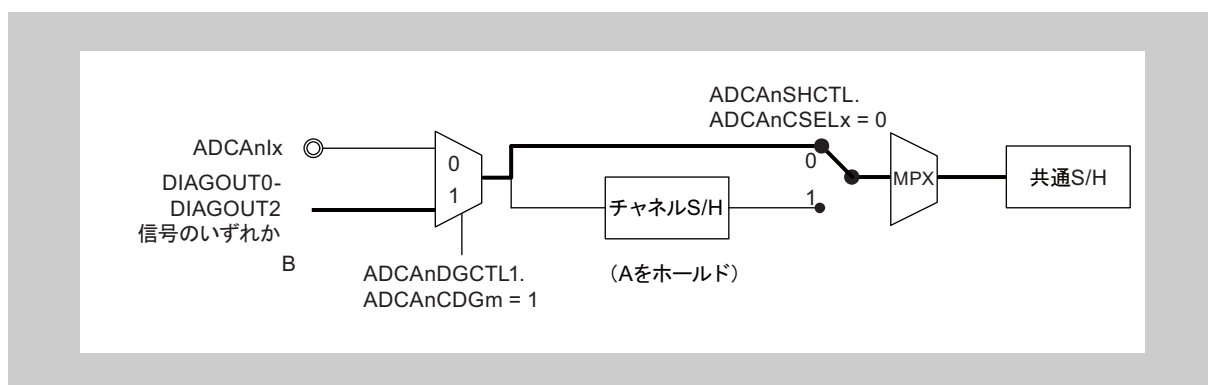 ADCAnSHCTL.
ADCAnCSELx = 0
ADCAnIx
0
0
DIAGOUT0-
DIAGOUT2
信号のいずれか
1
MPX
共通S/H
チャネルS/H
1
B
ADCAnDGCTL1.
ADCAnCDGm = 1
（Aをホールド）